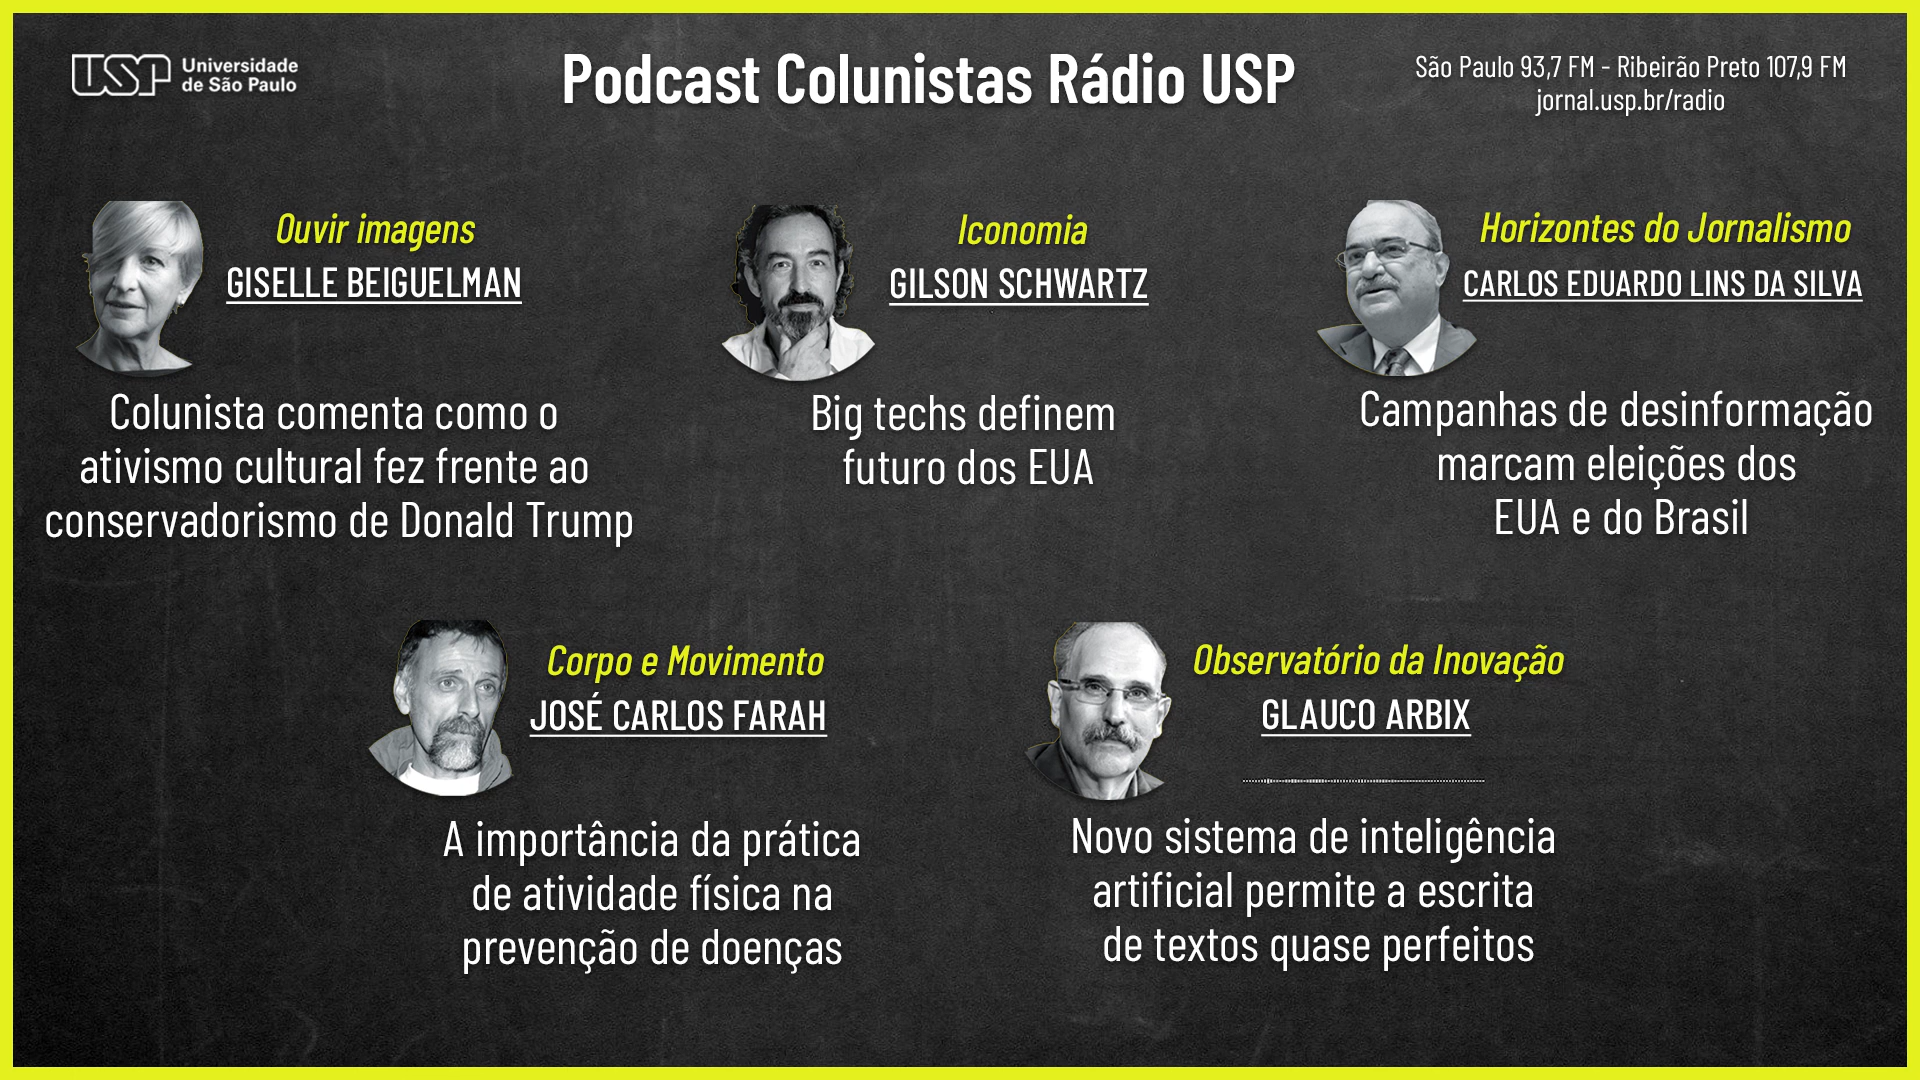 USP Universidade
de São Paulo
Podcast Colunistas Rádio USP
São Paulo 93,7 FM - Ribeirão Preto 107,9 FM
jornal.usp.br/radio
Ouvir imagens
GISELLE BEIGUELMAN
Colunista comenta como o
ativismo cultural fez frente ao
conservadorismo de Donald Trump
Iconomia
GILSON SCHWARTZ
Big techs definem
futuro dos EUA
Horizontes do Jornalismo
CARLOS EDUARDO LINS DA SILVA
Campanhas de desinformação
marcam eleições dos
EUA e do Brasil
Corpo e Movimento
JOSÉ CARLOS FARAH
A importância da prática
de atividade física na
prevenção de doenças
Observatório da Inovação
GLAUCO ARBIX
Novo sistema de inteligência
artificial permite a escrita
de textos quase perfeitos